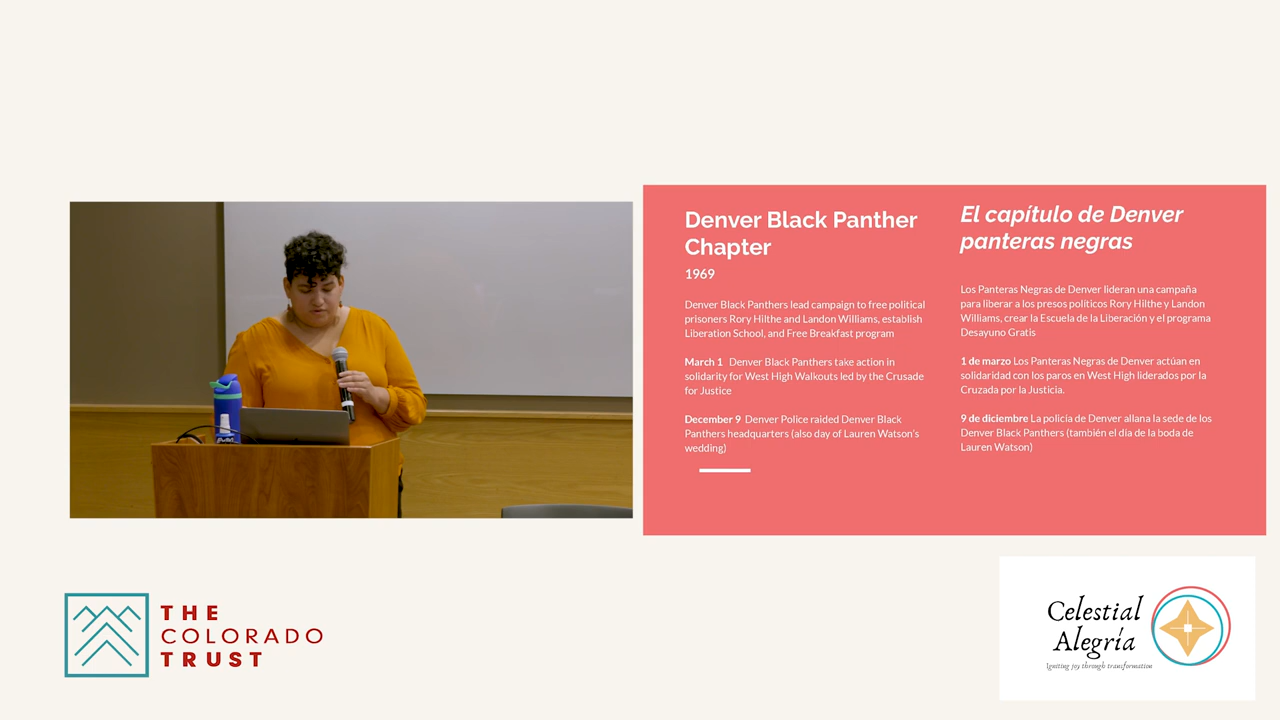 Denver Black Panther
Chapter
1969
Denver Black Panthers lead campaign to free political
prisoners Rory Hilthe and Landon Williams, establish
Liberation School, and Free Breakfast program
March 1 Denver Black Panthers take action in
solidarity for West High Walkouts led by the Crusade
for Justice
December 9 Denver Police raided Denver Black
Panthers headquarters (also day of Lauren Watson's
wedding)
El capítulo de Denver
panteras negras
Los Panteras Negras de Denver lideran una campaña
para liberar a los presos políticos Rory Hilthe y Landon
Williams, crear la Escuela de la Liberación y el programa
Desayuno Gratis
1 de marzo Los Panteras Negras de Denver actúan en
solidaridad con los paros en West High liderados por la
Cruzada por la Justicia.
9 de diciembre La policia de Denver allana la sede de los
Denver Black Panthers (también el día de la boda de
Lauren Watson)
THE
COLORADO
TRUST
Celestial
Alegría
Igniting joy through transformation